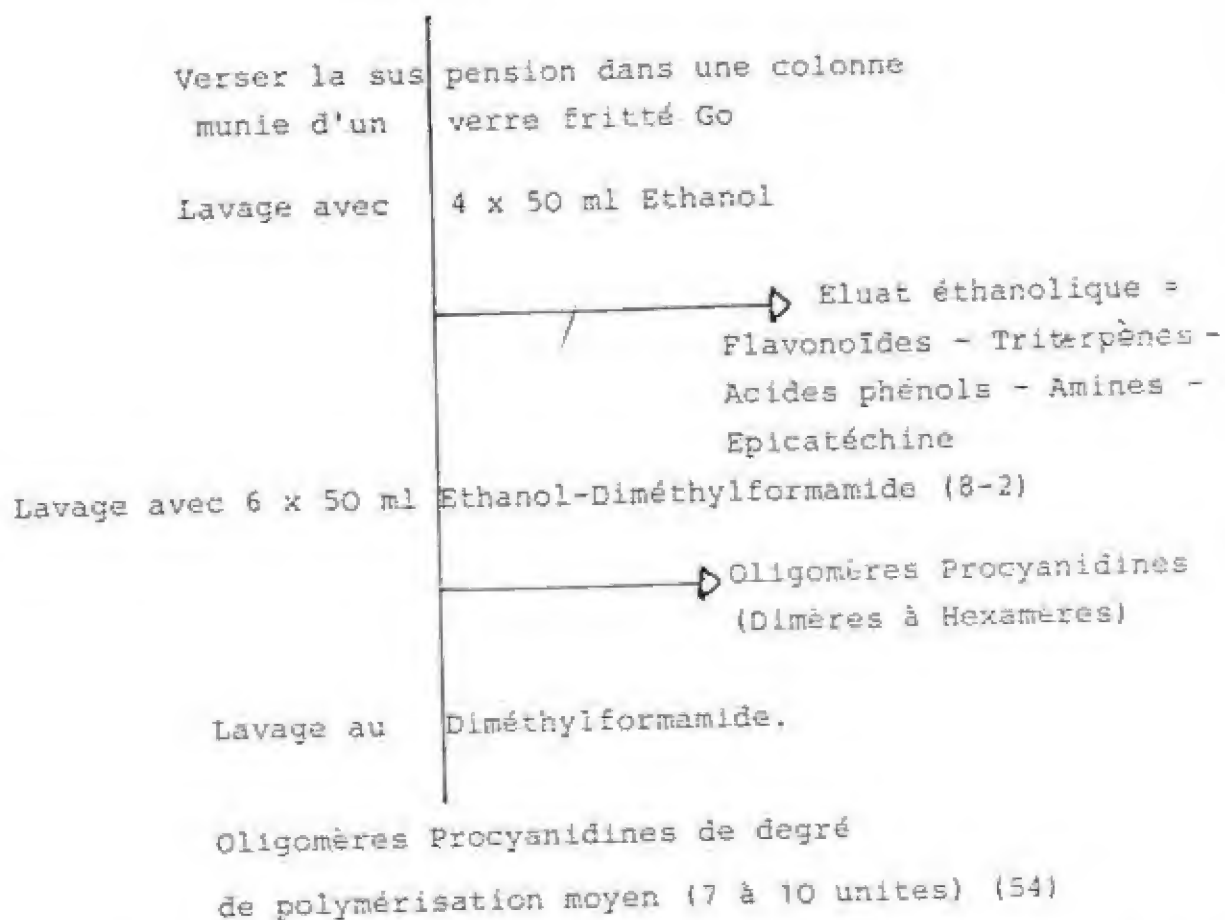 Verser la suspension dans une colonne
munie d'un verre fritté Go
Lavage avec 4 x 50 ml Ethanol
Eluat éthanolique =
Flavonoïdes - Triterpènes -
Acides phénols - Amines -
Epicatéchine
Lavage avec 6 x 50 ml Ethanol-Diméthylformamide (8-2)
Oligomères Procyanidines
(Dimères à Hexamères)
Lavage au Diméthylformamide.
Oligomères Procyanidines de degré
de polymérisation moyen (7 à 10 unites) (54)